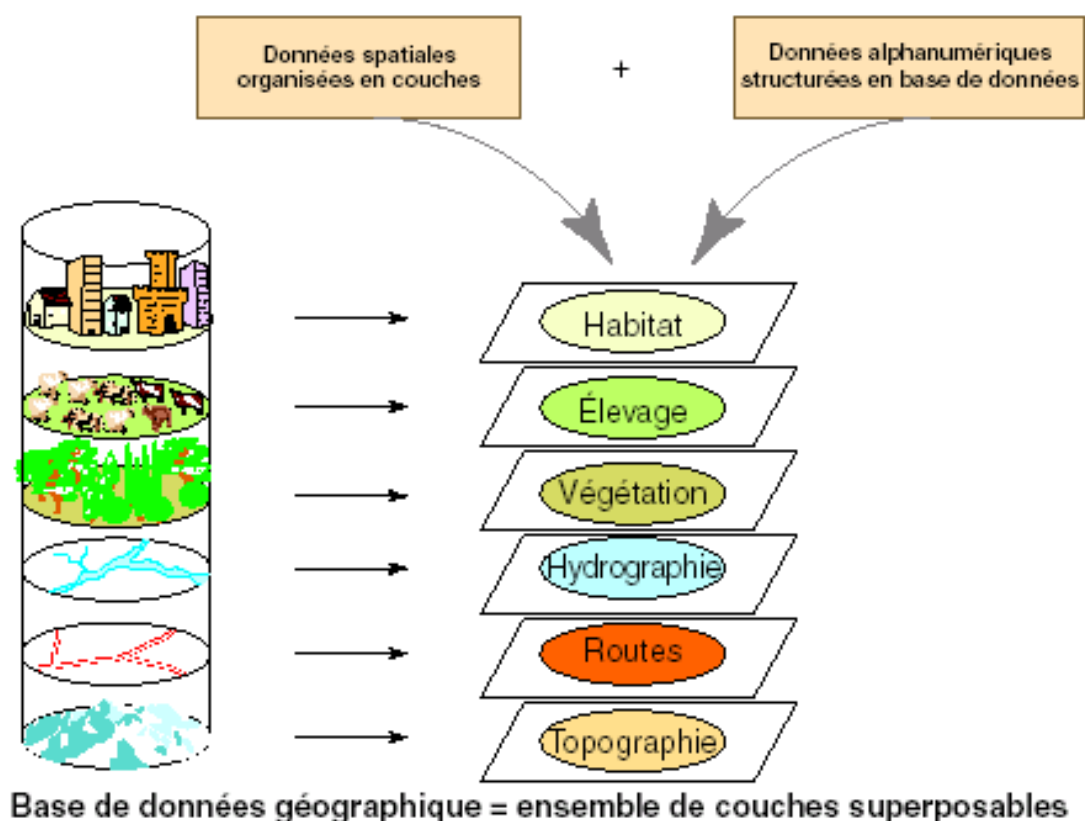 Données spatiales
organisées en couches
+
Données alphanumériques
structurées en base de données
Habitat
Élevage
Végétation
Hydrographie
Routes
Topographie
Base de données géographique = ensemble de couches superposables